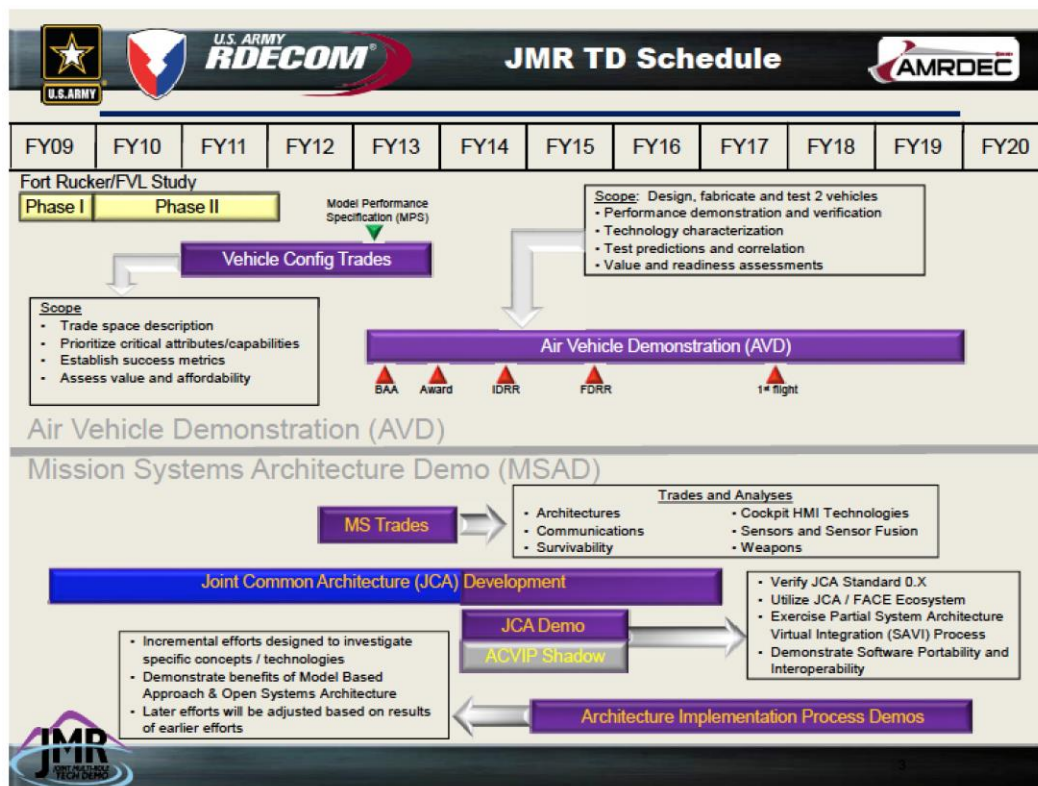 U.S.ARMY
U.S. ARMY
RDECOM®
JMR TD Schedule
AMRDEC
FY09 FY10 FY11 FY12 FY13 FY14 FY15 FY16 FY17 FY18 FY19 FY20
Fort Rucker/FVL Study
Phase I Phase II
Model Performance
Specification (MPS)
Vehicle Config Trades
Scope: Design, fabricate and test 2 vehicles
• Performance demonstration and verification
• Technology characterization
• Test predictions and correlation
• Value and readiness assessments
Scope
• Trade space description
• Prioritize critical attributes/capabilities
• Establish success metrics
• Assess value and affordability
Air Vehicle Demonstration (AVD)
BAA Award IDRR FDRR 1st flight
Air Vehicle Demonstration (AVD)
Mission Systems Architecture Demo (MSAD)
MS Trades
Trades and Analyses
• Architectures
• Communications
• Survivability
• Cockpit HMI Technologies
• Sensors and Sensor Fusion
• Weapons
Joint Common Architecture (JCA) Development
JCA Demo
ACVIP Shadow
• Verify JCA Standard 0.X
• Utilize JCA / FACE Ecosystem
• Exercise Partial System Architecture
Virtual Integration (SAVI) Process
• Demonstrate Software Portability and
Interoperability
• Incremental efforts designed to investigate
specific concepts / technologies
• Demonstrate benefits of Model Based
Approach & Open Systems Architecture
• Later efforts will be adjusted based on results
of earlier efforts
Architecture Implementation Process Demos
JMR
JOINT MULTI-ROLE
TECH DEMO
3